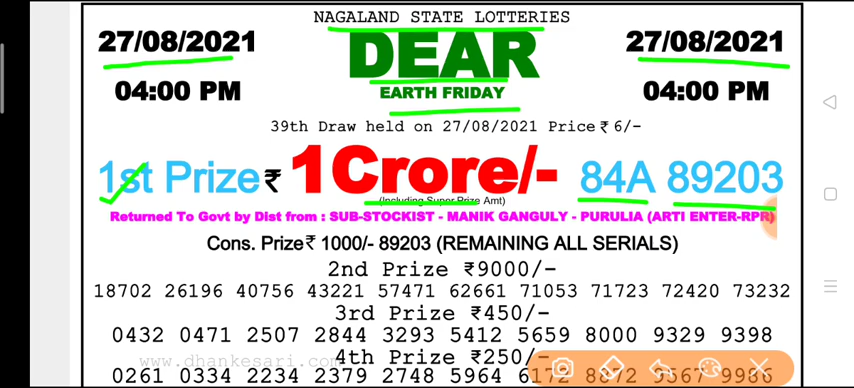 NAGALAND STATE LOTTERIES
27/08/2021 DEAR 27/08/2021
04:00 PM EARTH FRIDAY 04:00 PM
39th Draw held on 27/08/2021 Price ₹ 6/-
1st Prize ₹ 1Crore/- 84A 89203
(Including Super Prize Amt)
Returned To Govt by Dist from : SUB-STOCKIST - MANIK GANGULY - PURULIA (ARTI ENTER-RPR)
Cons. Prize ₹ 1000/- 89203 (REMAINING ALL SERIALS)
2nd Prize ₹9000/-
18702 26196 40756 43221 57471 62661 71053 71723 72420 73232
3rd Prize ₹450/-
0432 0471 2507 2844 3293 5412 5659 8000 9329 9398
www.dhankesari.com
4th Prize ₹250/-
0261 0334 2234 2379 2748 5964